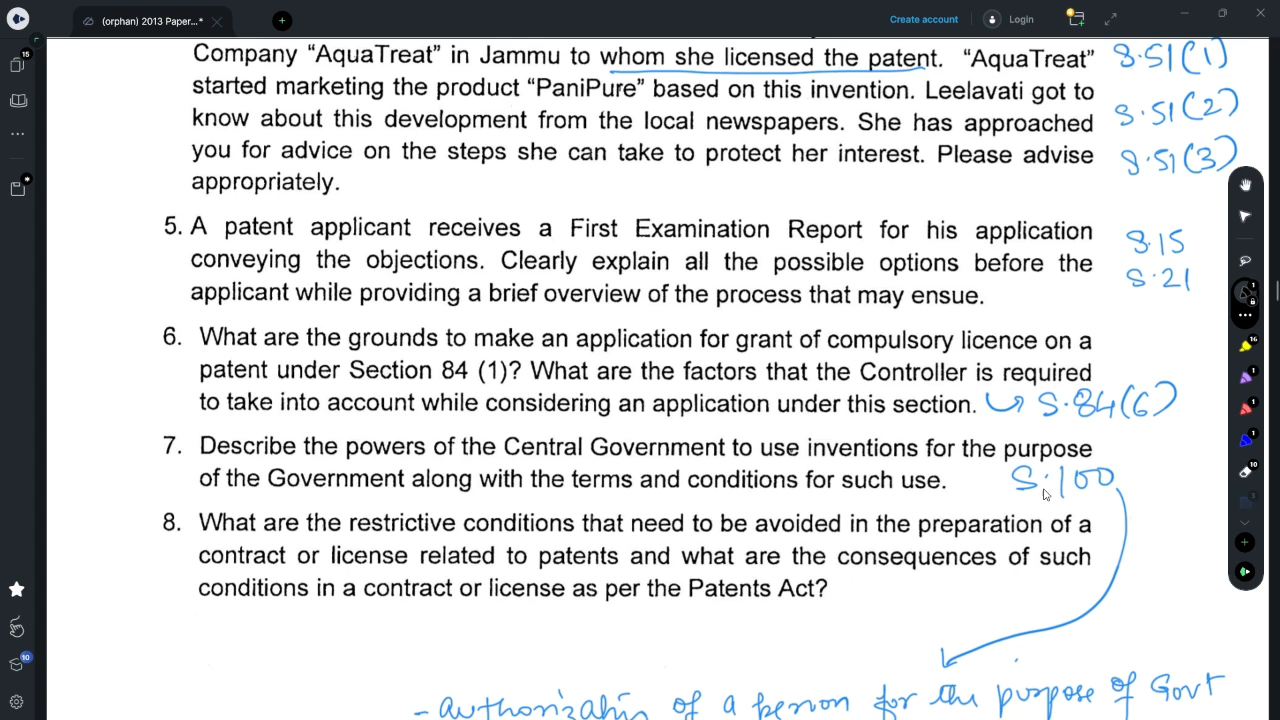 (orphan) 2013 Paper...*
Create account
Login
Company “AquaTreat” in Jammu to whom she licensed the patent. “AquaTreat”
S.51(1)
started marketing the product “PaniPure” based on this invention. Leelavati got to
know about this development from the local newspapers. She has approached
S.51(2)
you for advice on the steps she can take to protect her interest. Please advise
S.51(3)
appropriately.
5. A patent applicant receives a First Examination Report for his application
S.15
conveying the objections. Clearly explain all the possible options before the
S.21
applicant while providing a brief overview of the process that may ensue.
6. What are the grounds to make an application for grant of compulsory licence on a
patent under Section 84 (1)? What are the factors that the Controller is required
to take into account while considering an application under this section. S.84(6)
7. Describe the powers of the Central Government to use inventions for the purpose
of the Government along with the terms and conditions for such use. S.100
8. What are the restrictive conditions that need to be avoided in the preparation of a
contract or license related to patents and what are the consequences of such
conditions in a contract or license as per the Patents Act?
- authorization of a person for the purpose of Govt
15
10
1
16
1
1
1
10
3